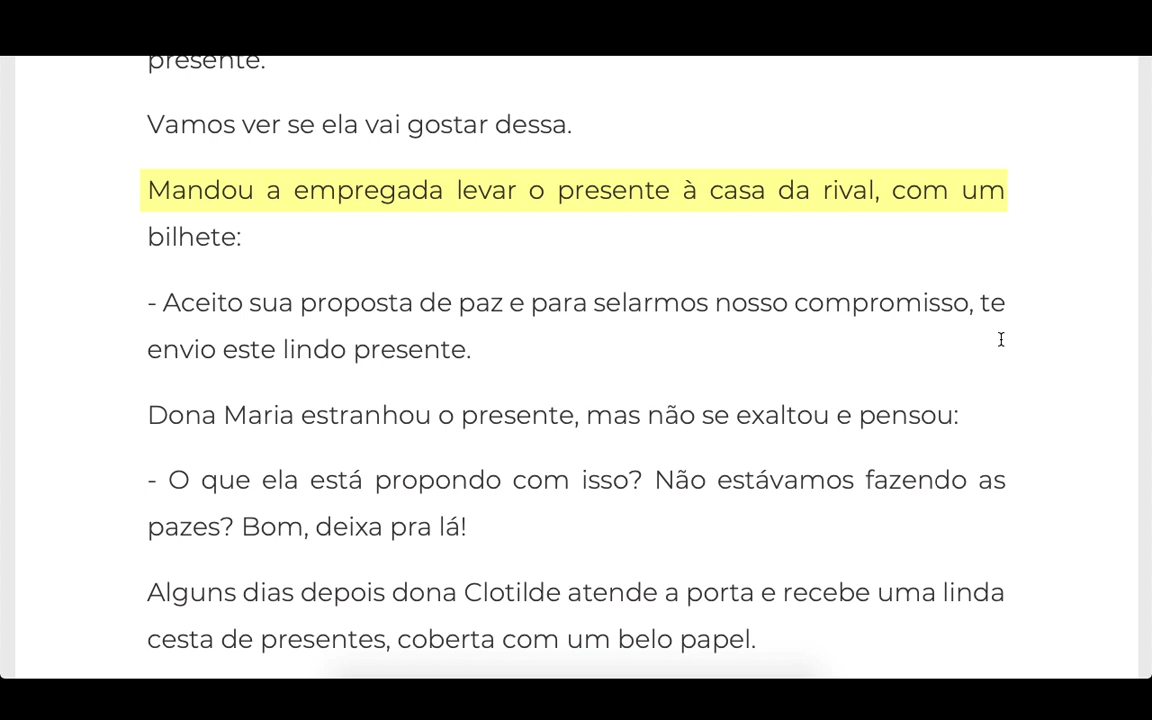 presente.
Vamos ver se ela vai gostar dessa.
Mandou a empregada levar o presente à casa da rival, com um
bilhete:
- Aceito sua proposta de paz e para selarmos nosso compromisso, te
envio este lindo presente.
Dona Maria estranhou o presente, mas não se exaltou e pensou:
- O que ela está propondo com isso? Não estávamos fazendo as
pazes? Bom, deixa pra lá!
Alguns dias depois dona Clotilde atende a porta e recebe uma linda
cesta de presentes, coberta com um belo papel.